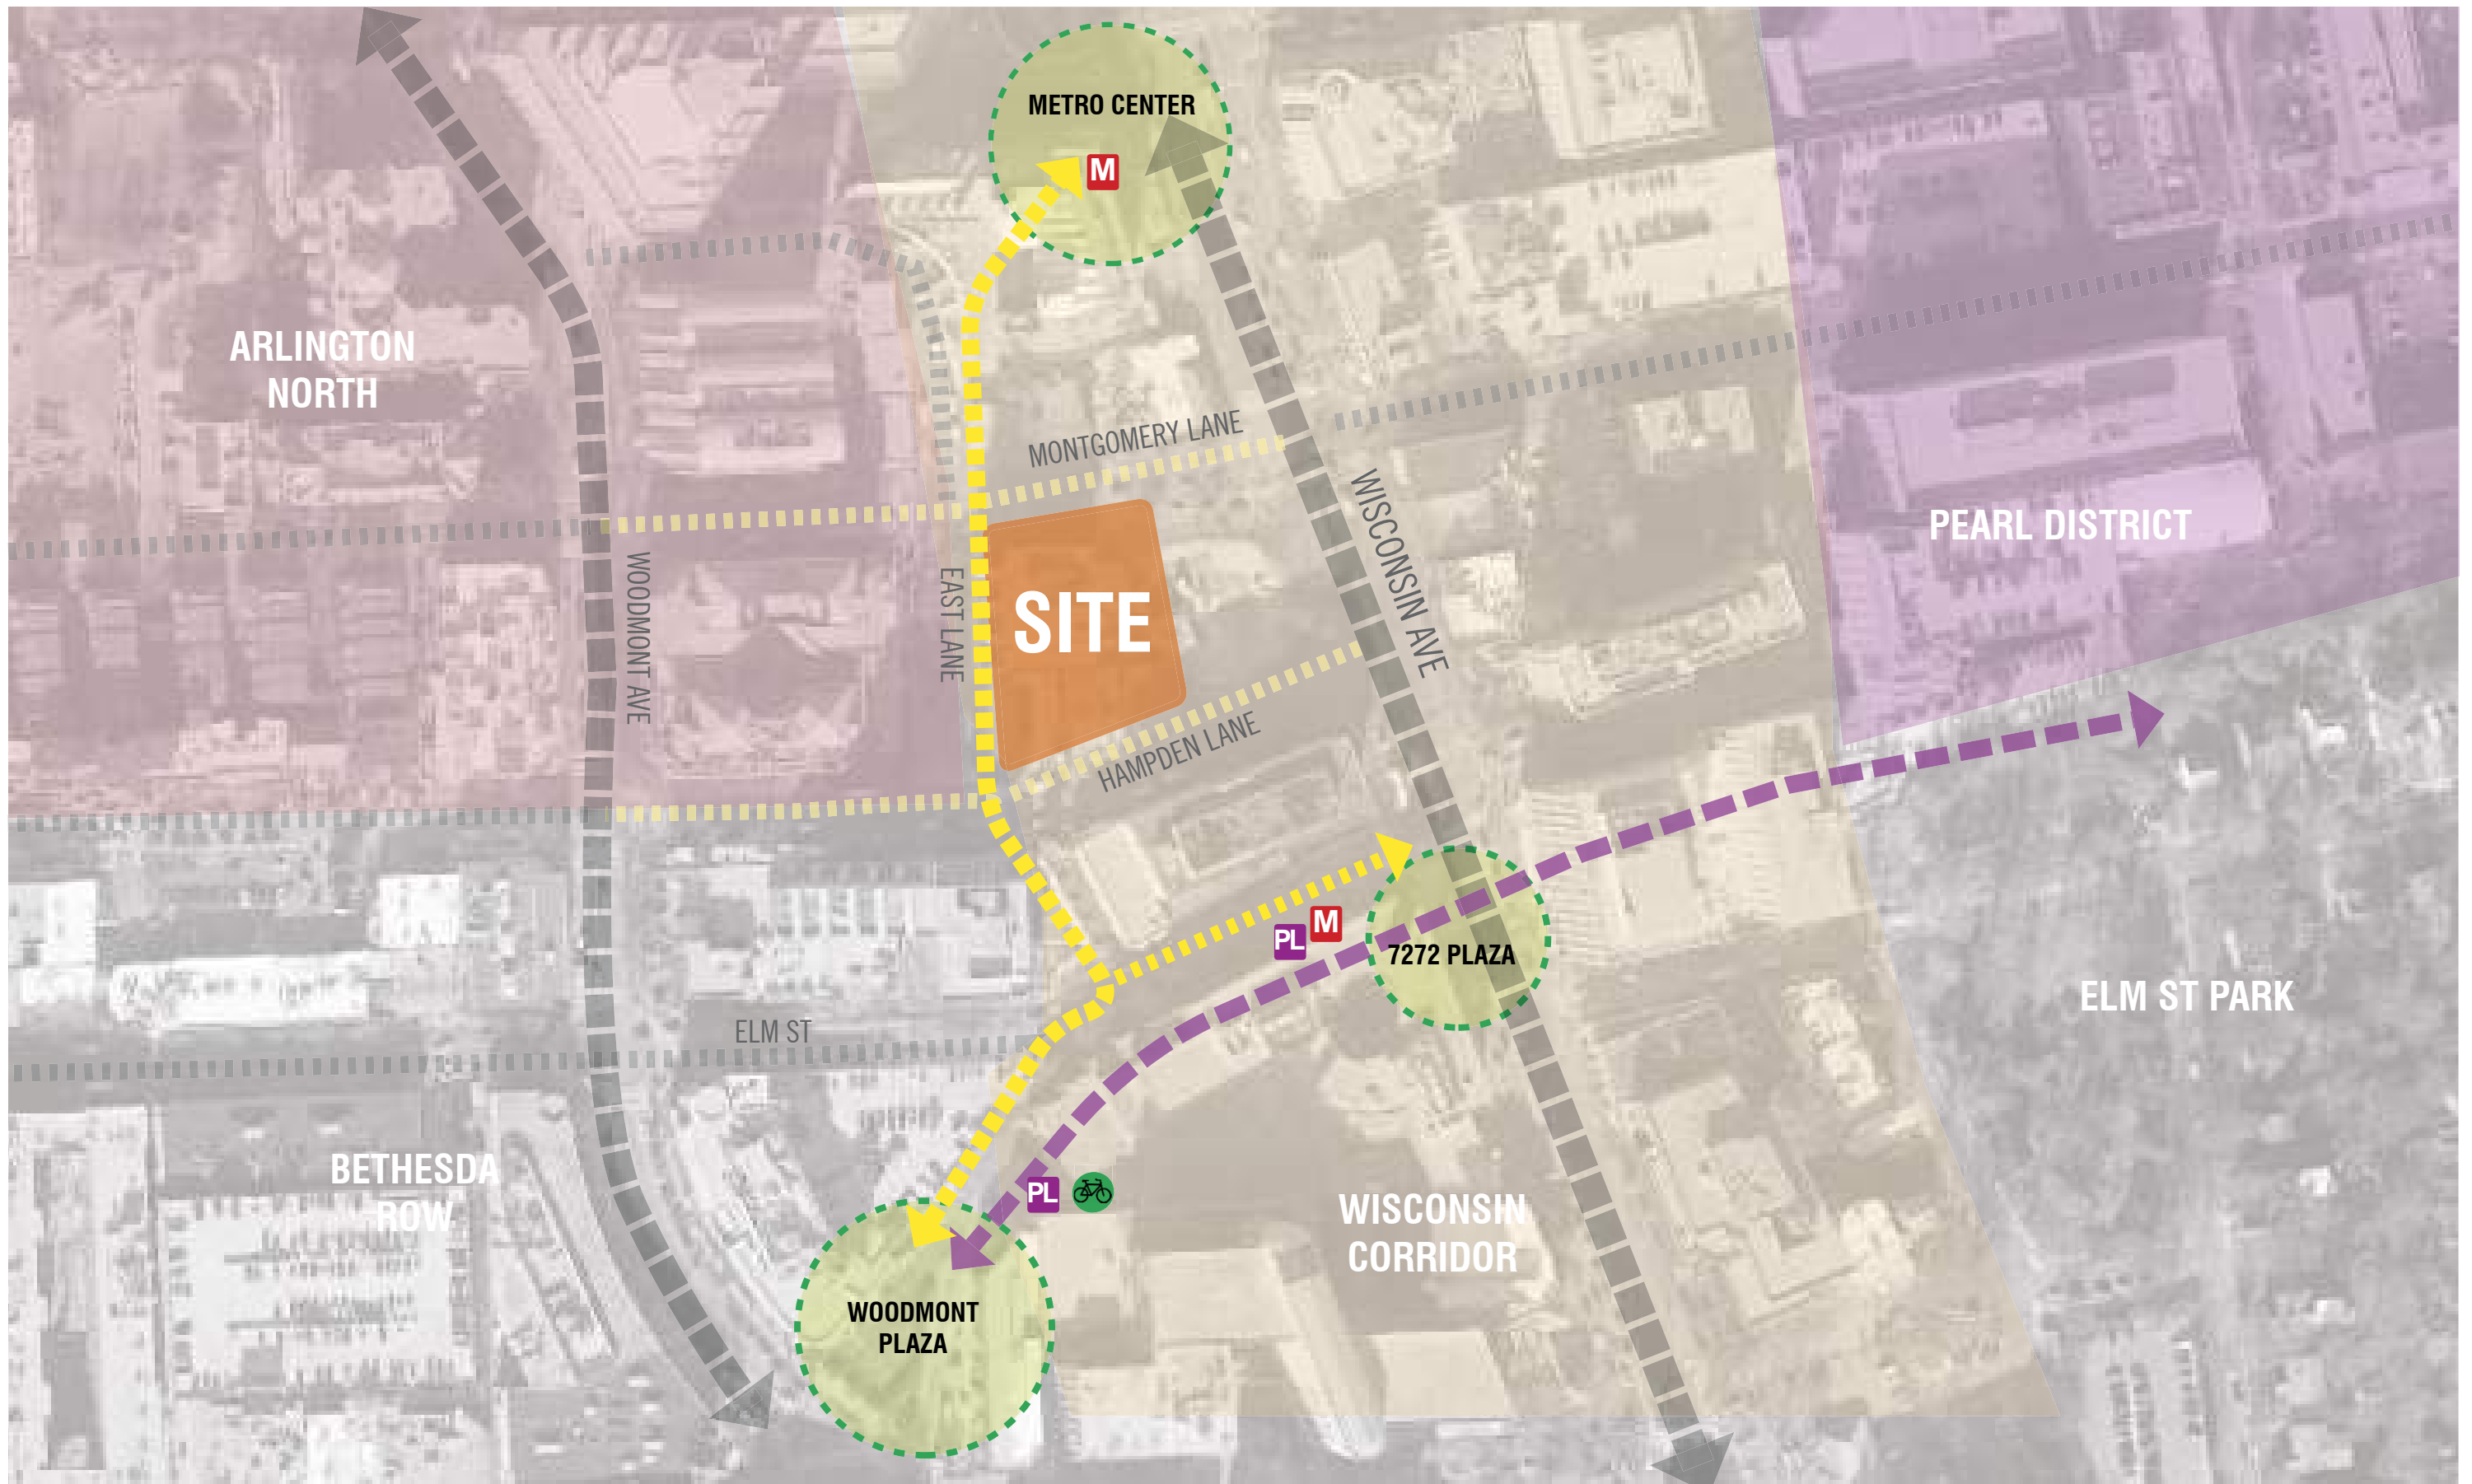 METRO CENTER
M
ARLINGTON
NORTH
MONTGOMERY LANE
WISCONSIN AVE
PEARL DISTRICT
WOODMONT AVE
EAST LANE
SITE
HAMPDEN LANE
M
PL
7272 PLAZA
ELM ST PARK
ELM ST
BETHESDA
ROW
PL
WISCONSIN
CORRIDOR
WOODMONT
PLAZA